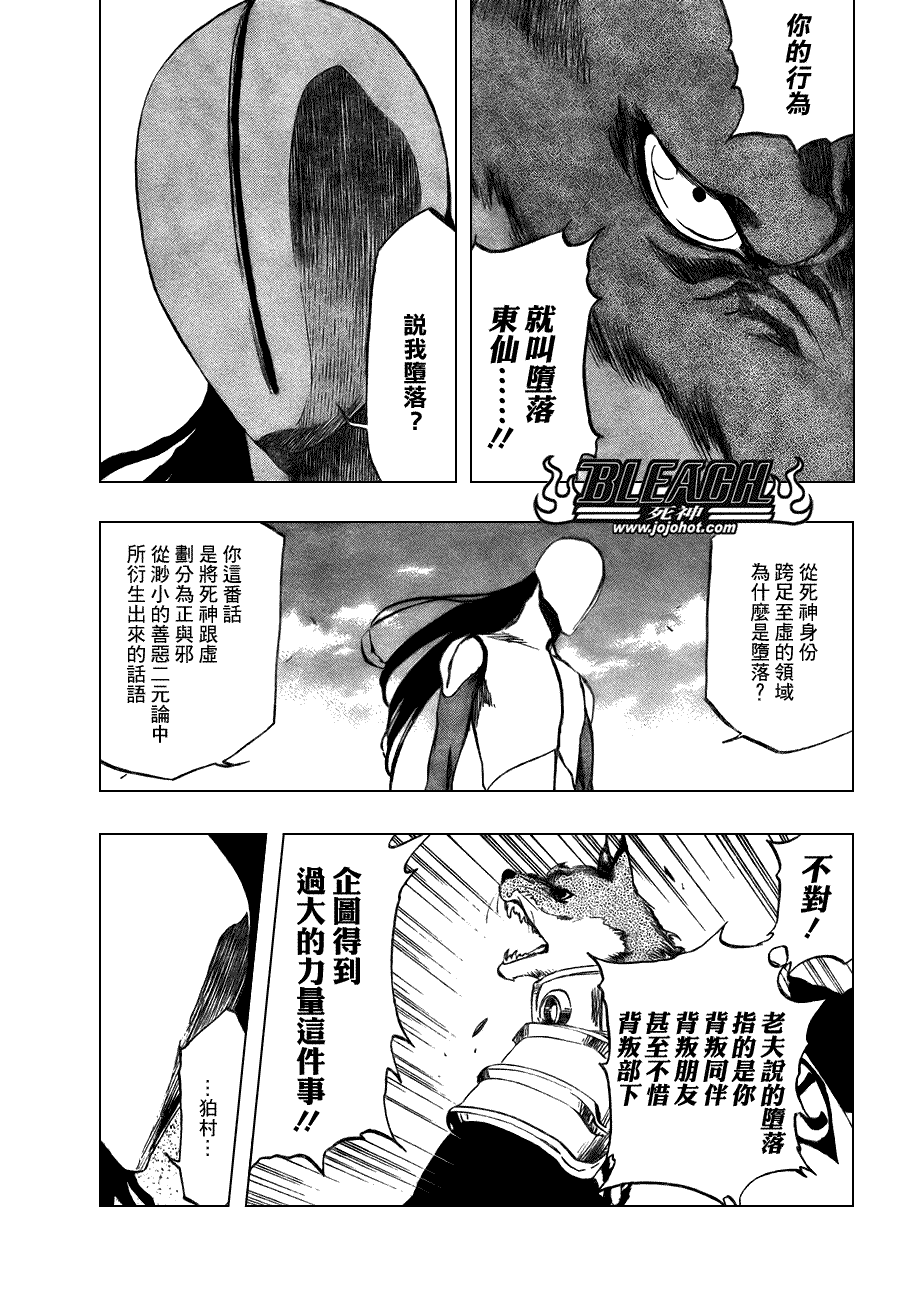 你的行為
就叫墮落
東仙……!!
說我墮落？
BLEACH
死神
www.jojohot.com
從死神身份
跨足至虛的領域
為什麼是墮落？
你這番話
是將死神跟虛
劃分為正與邪
從渺小的善惡二元論中
所衍生出來的話語
不對！
老夫說的墮落
指的是你
背叛同伴
背叛朋友
甚至不惜
背叛部下
企圖得到
過大的力量這件事!!
…狛村…